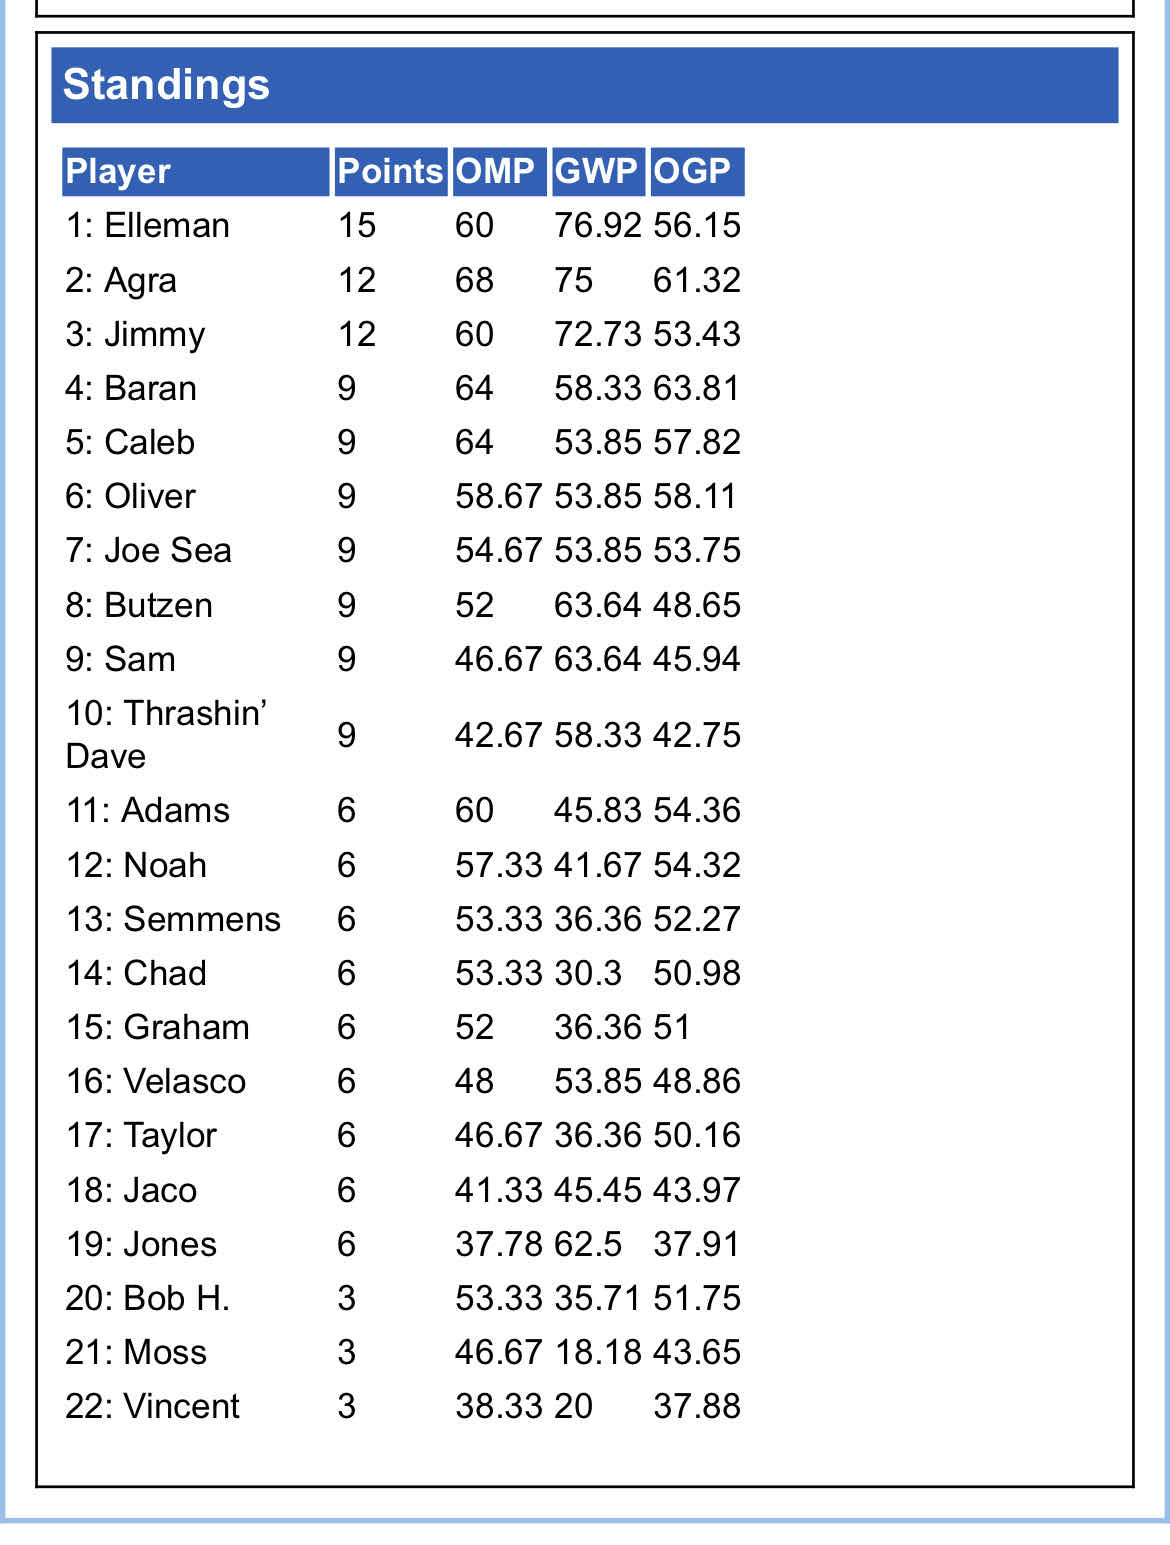 Standings
Player Points OMP GWP OGP
1: Elleman 15 60 76.92 56.15
2: Agra 12 68 75 61.32
3: Jimmy 12 60 72.73 53.43
4: Baran 9 64 58.33 63.81
5: Caleb 9 64 53.85 57.82
6: Oliver 9 58.67 53.85 58.11
7: Joe Sea 9 54.67 53.85 53.75
8: Butzen 9 52 63.64 48.65
9: Sam 9 46.67 63.64 45.94
10: Thrashin’
Dave 9 42.67 58.33 42.75
11: Adams 6 60 45.83 54.36
12: Noah 6 57.33 41.67 54.32
13: Semmens 6 53.33 36.36 52.27
14: Chad 6 53.33 30.3 50.98
15: Graham 6 52 36.36 51
16: Velasco 6 48 53.85 48.86
17: Taylor 6 46.67 36.36 50.16
18: Jaco 6 41.33 45.45 43.97
19: Jones 6 37.78 62.5 37.91
20: Bob H. 3 53.33 35.71 51.75
21: Moss 3 46.67 18.18 43.65
22: Vincent 3 38.33 20 37.88